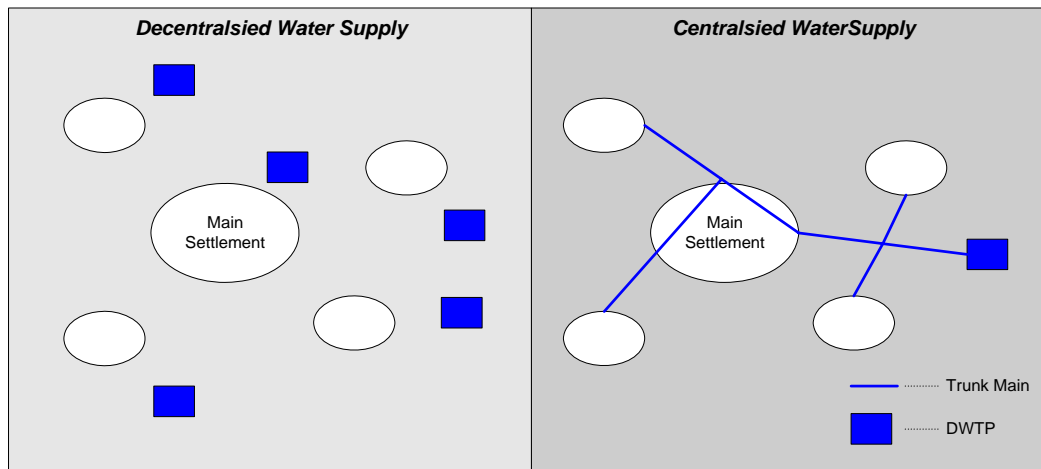 Decentralsied Water Supply
Main
Settlement
Centralsied WaterSupply
Main
Settlement
Trunk Main
DWTP